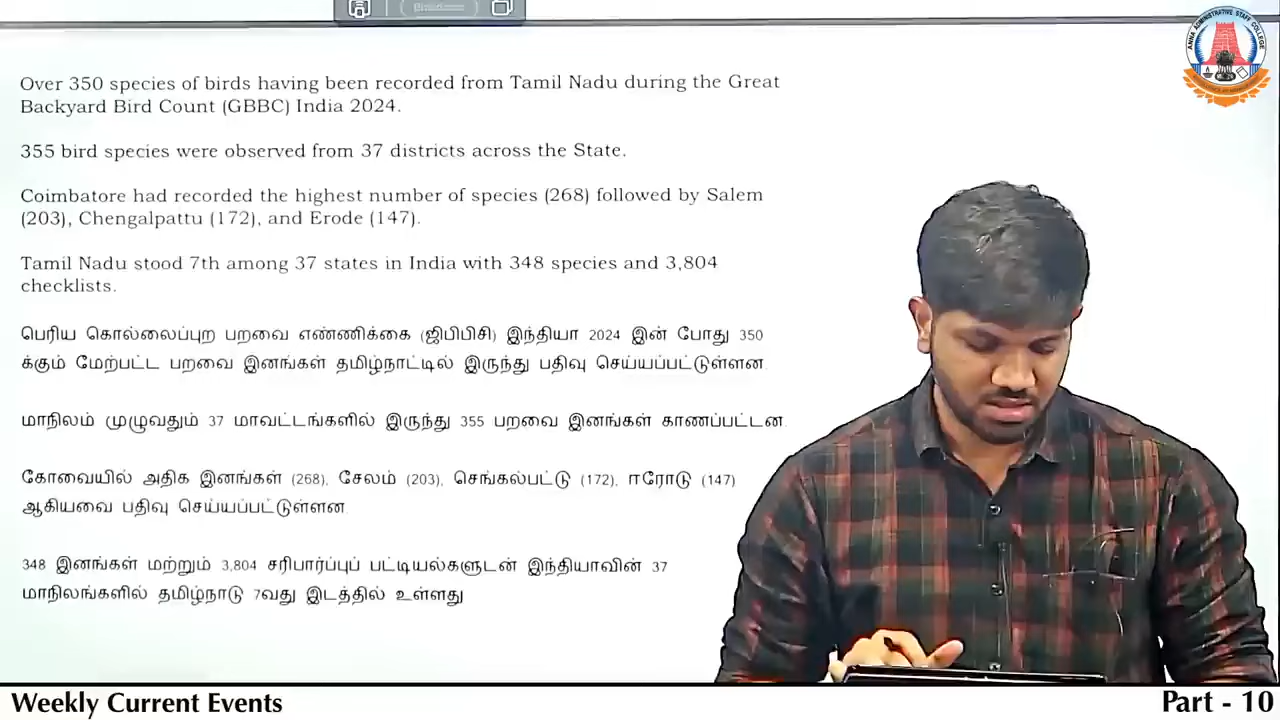 Over 350 species of birds having been recorded from Tamil Nadu during the Great
Backyard Bird Count (GBBC) India 2024.
355 bird species were observed from 37 districts across the State.
Coimbatore had recorded the highest number of species (268) followed by Salem
(203), Chengalpattu (172), and Erode (147).
Tamil Nadu stood 7th among 37 states in India with 348 species and 3,804
checklists.
பெரிய கொல்லைப்புற பறவை எண்ணிக்கை (ஜிபிபிசி) இந்தியா 2024 இன் போது 350
க்கும் மேற்பட்ட பறவை இனங்கள் தமிழ்நாட்டில் இருந்து பதிவு செய்யப்பட்டுள்ளன.
மாநிலம் முழுவதும் 37 மாவட்டங்களில் இருந்து 355 பறவை இனங்கள் காணப்பட்டன.
கோவையில் அதிக இனங்கள் (268), சேலம் (203), செங்கல்பட்டு (172), ஈரோடு (147)
ஆகியவை பதிவு செய்யப்பட்டுள்ளன.
348 இனங்கள் மற்றும் 3,804 சரிபார்ப்புப் பட்டியல்களுடன் இந்தியாவின் 37
மாநிலங்களில் தமிழ்நாடு 7வது இடத்தில் உள்ளது
ANNA ADMINISTRATIVE STAFF COLLEGE
Weekly Current Events
Part - 10